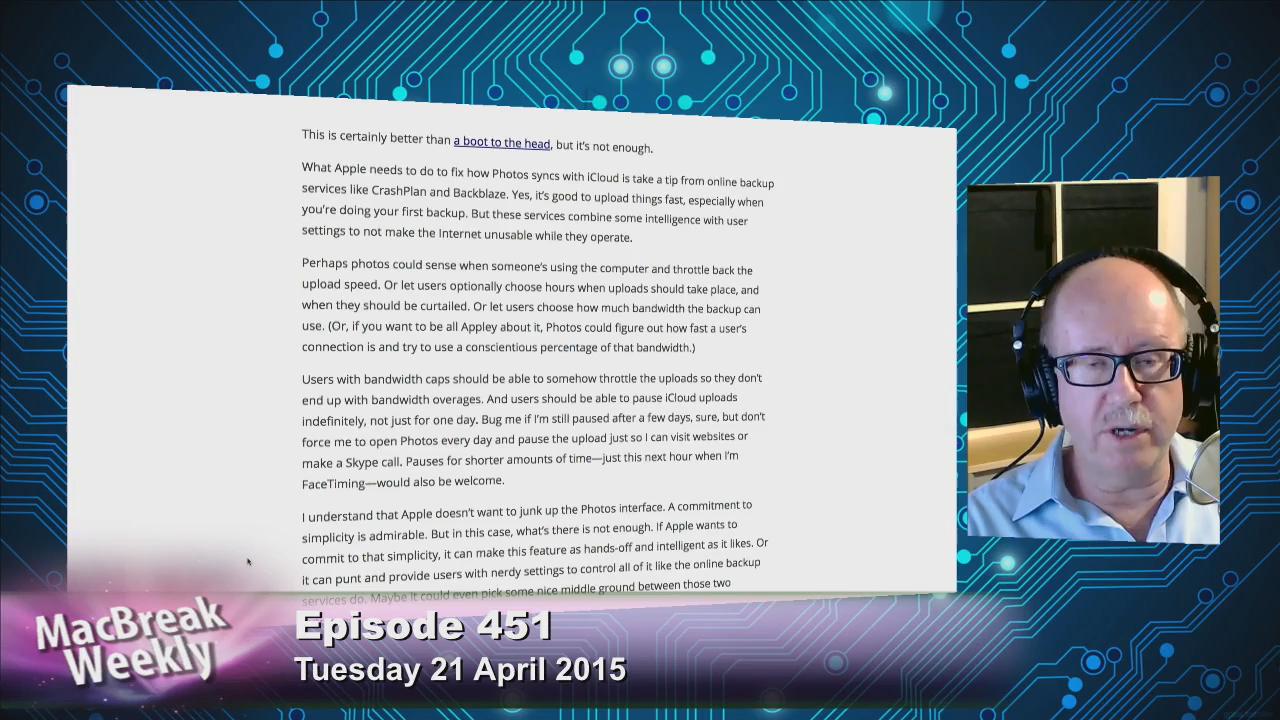 This is certainly better than a boot to the head, but it's not enough.
What Apple needs to do to fix how Photos syncs with iCloud is take a tip from online backup
services like CrashPlan and Backblaze. Yes, it's good to upload things fast, especially when
you're doing your first backup. But these services combine some intelligence with user
settings to not make the Internet unusable while they operate.
Perhaps photos could sense when someone's using the computer and throttle back the
upload speed. Or let users optionally choose hours when uploads should take place, and
when they should be curtailed. Or let users choose how much bandwidth the backup can
use. (Or, if you want to be all Appley about it, Photos could figure out how fast a user's
connection is and try to use a conscientious percentage of that bandwidth.)
Users with bandwidth caps should be able to somehow throttle the uploads so they don't
end up with bandwidth overages. And users should be able to pause iCloud uploads
indefinitely, not just for one day. Bug me if I'm still paused after a few days, sure, but don't
force me to open Photos every day and pause the upload just so I can visit websites or
make a Skype call. Pauses for shorter amounts of time—just this next hour when I'm
FaceTiming—would also be welcome.
I understand that Apple doesn't want to junk up the Photos interface. A commitment to
simplicity is admirable. But in this case, what's there is not enough. If Apple wants to
commit to that simplicity, it can make this feature as hands-off and intelligent as it likes. Or
it can punt and provide users with nerdy settings to control all of it like the online backup
services do. Maybe it could even pick some nice middle ground between those two
MacBreak
Weekly
Episode 451
Tuesday 21 April 2015